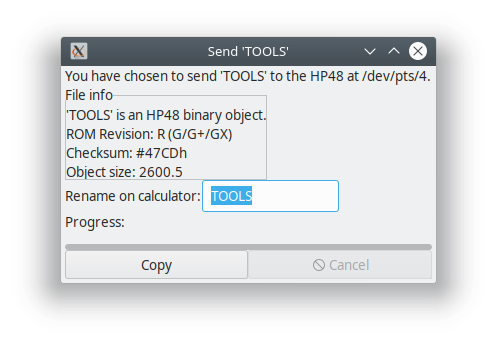 Send 'TOOLS'
You have chosen to send 'TOOLS' to the HP48 at /dev/pts/4.
File info
'TOOLS' is an HP48 binary object.
ROM Revision: R (G/G+/GX)
Checksum: #47CDh
Object size: 2600.5
Rename on calculator: TOOLS
Progress:
Copy Cancel